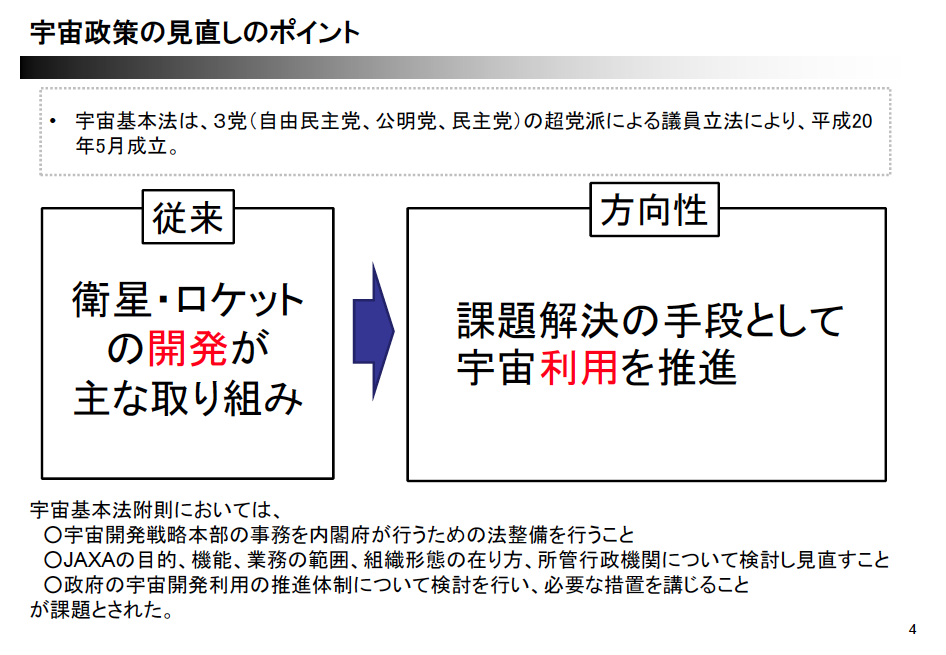 宇宙政策の見直しのポイント
• 宇宙基本法は、３党（自由民主党、公明党、民主党）の超党派による議員立法により、平成20
年5月成立。
従来
衛星・ロケット
の開発が
主な取り組み
方向性
課題解決の手段として
宇宙利用を推進
宇宙基本法附則においては、
○宇宙開発戦略本部の事務を内閣府が行うための法整備を行うこと
○JAXAの目的、機能、業務の範囲、組織形態の在り方、所管行政機関について検討し見直すこと
○政府の宇宙開発利用の推進体制について検討を行い、必要な措置を講じること
が課題とされた。
4